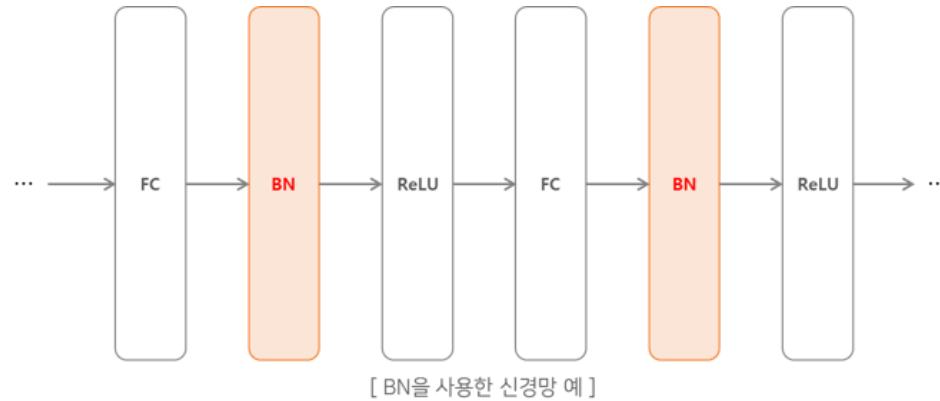 ... FC BN ReLU FC BN ReLU ..
[ BN을 사용한 신경망 예 ]